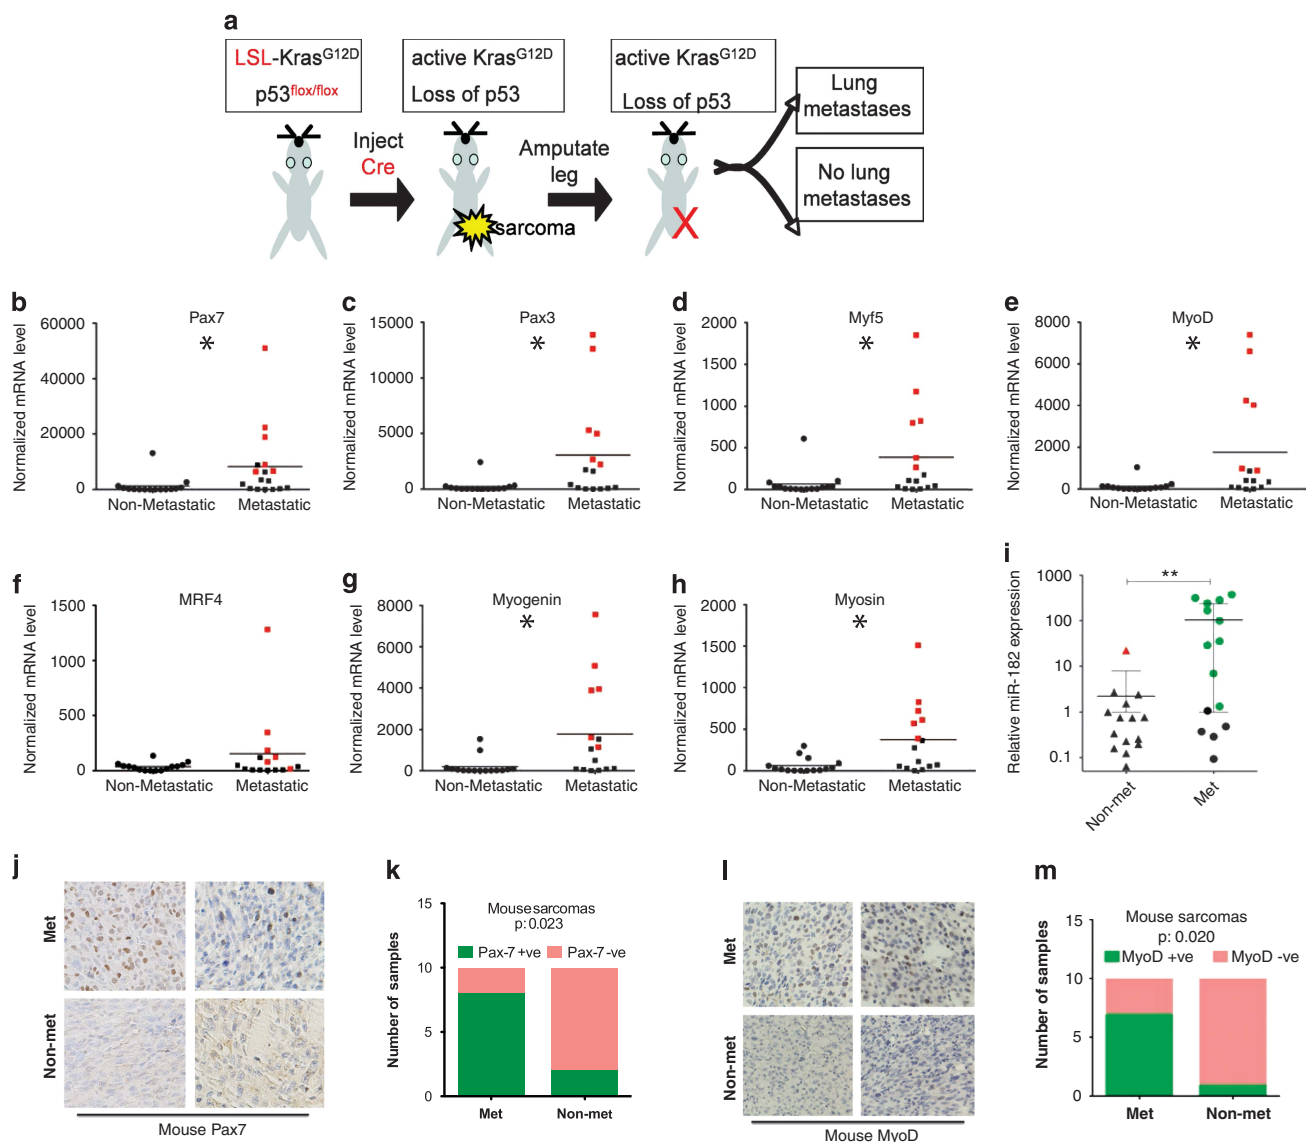 a
LSL-KrasG12D
p53flox/flox
active KrasG12D
Loss of p53
active KrasG12D
Loss of p53
Inject
Cre
sarcoma
Amputate
leg
X
Lung
metastases
No lung
metastases
b
Normalized mRNA level
Pax7
*
60000
40000
20000
0
Non-Metastatic
Metastatic
c
Normalized mRNA level
Pax3
*
15000
10000
5000
0
Non-Metastatic
Metastatic
d
Normalized mRNA level
Myf5
*
2000
1500
1000
500
0
Non-Metastatic
Metastatic
e
Normalized mRNA level
MyoD
*
8000
6000
4000
2000
0
Non-Metastatic
Metastatic
f
Normalized mRNA level
MRF4
1500
1000
500
0
Non-Metastatic
Metastatic
g
Normalized mRNA level
Myogenin
*
8000
6000
4000
2000
0
Non-Metastatic
Metastatic
h
Normalized mRNA level
Myosin
*
2000
1500
1000
500
0
Non-Metastatic
Metastatic
i
Relative miR-182 expression
**
1000
100
10
1
0.1
Non-met
Met
j
Met
Non-met
Mouse Pax7
k
Number of samples
15
10
5
0
Mouse sarcomas
p: 0.023
Pax-7 +ve
Pax-7 -ve
Met
Non-met
l
Met
Non-met
Mouse MyoD
m
Number of samples
15
10
5
0
Mouse sarcomas
p: 0.020
MyoD +ve
MyoD -ve
Met
Non-met